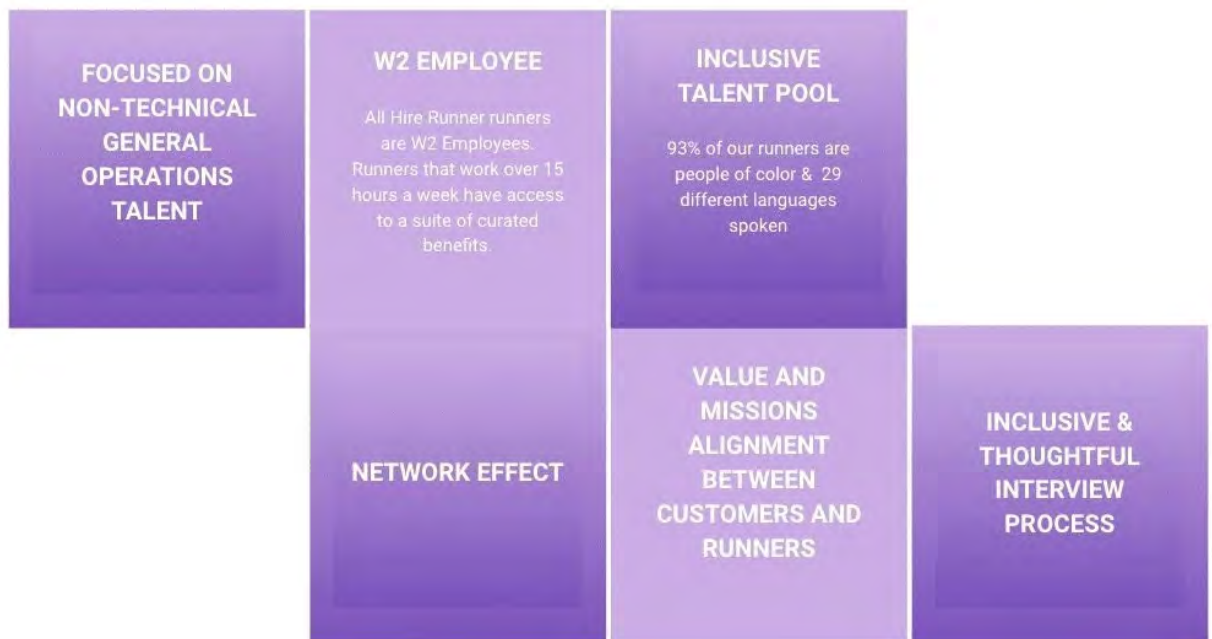 FOCUSED ON
NON-TECHNICAL
GENERAL
OPERATIONS
TALENT
W2 EMPLOYEE
All Hire Runner runners
are W2 Employees.
Runners that work over 15
hours a week have access
to a suite of curated
benefits.
INCLUSIVE
TALENT POOL
93% of our runners are
people of color & 29
different languages
spoken
NETWORK EFFECT
VALUE AND
MISSIONS
ALIGNMENT
BETWEEN
CUSTOMERS AND
RUNNERS
INCLUSIVE &
THOUGHTFUL
INTERVIEW
PROCESS